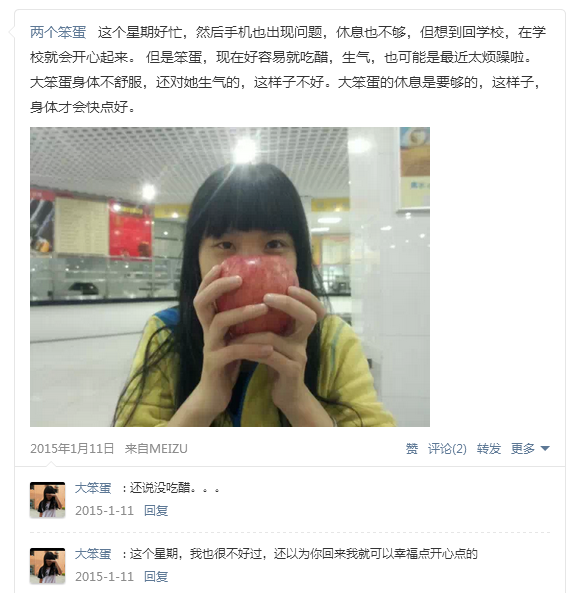 两个笨蛋 这个星期好忙，然后手机也出现问题，休息也不够，但想到回学校，在学
校就会开心起来。 但是笨蛋，现在好容易就吃醋，生气，也可能是最近太烦躁啦。
大笨蛋身体不舒服，还对她生气的，这样子不好。大笨蛋的休息是要够的，这样子，
身体才会快点好。
2015年1月11日 来自MEIZU 赞 评论(2) 转发 更多
大笨蛋 : 还说没吃醋。。。
2015-1-11 回复
大笨蛋 : 这个星期，我也很不好过，还以为你回来我就可以幸福点开心点的
2015-1-11 回复